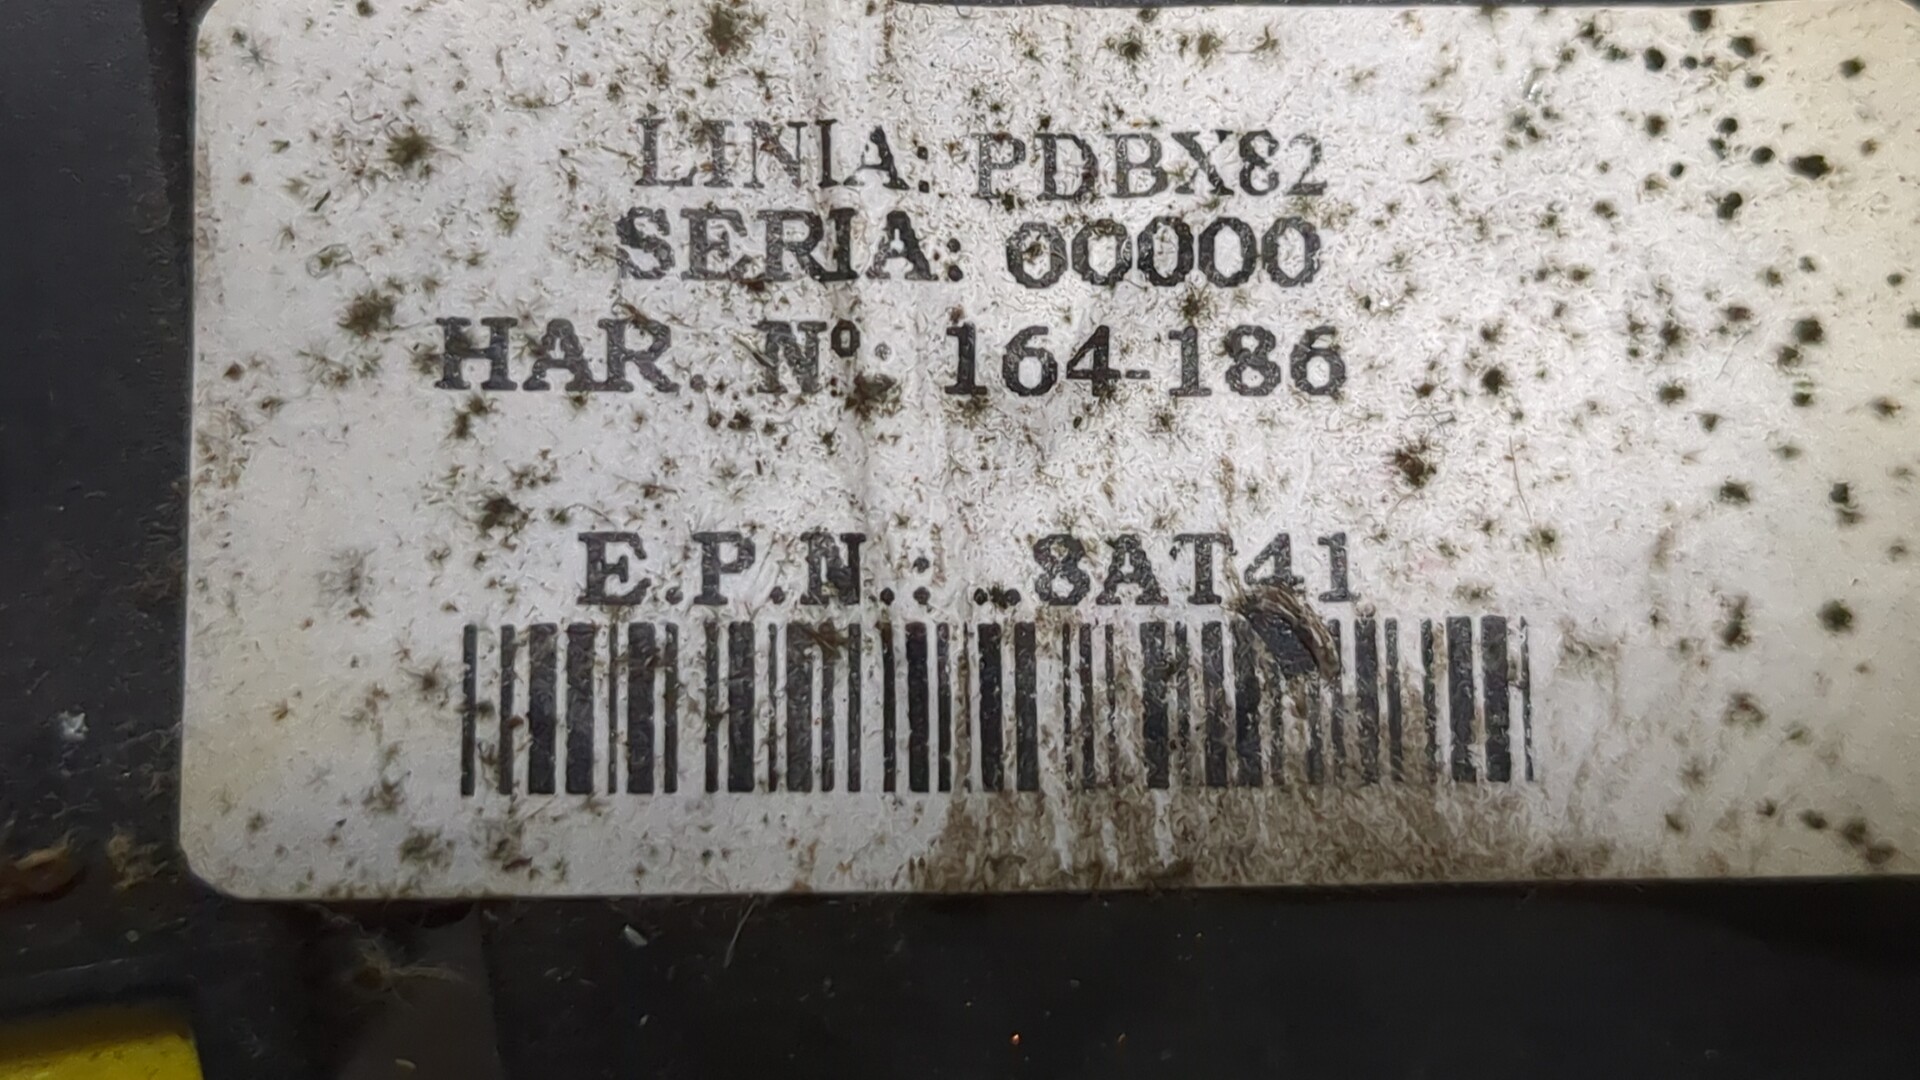 LINIA: PDBX82
SERIA: 00000
HAR. Nº: 164-186
E.P.N.: ..8AT41